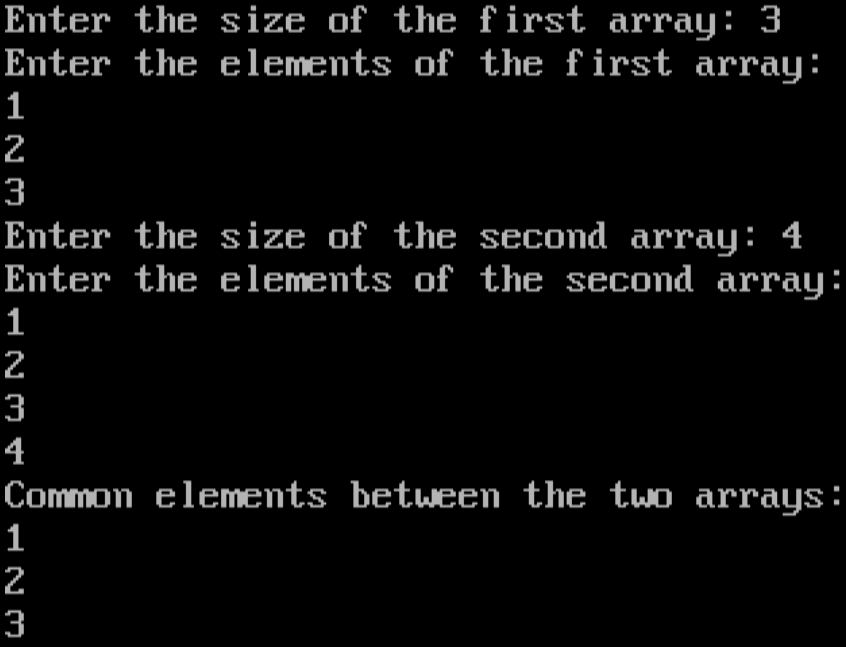 Enter the size of the first array: 3
Enter the elements of the first array:
1
2
3
Enter the size of the second array: 4
Enter the elements of the second array:
1
2
3
4
Common elements between the two arrays:
1
2
3